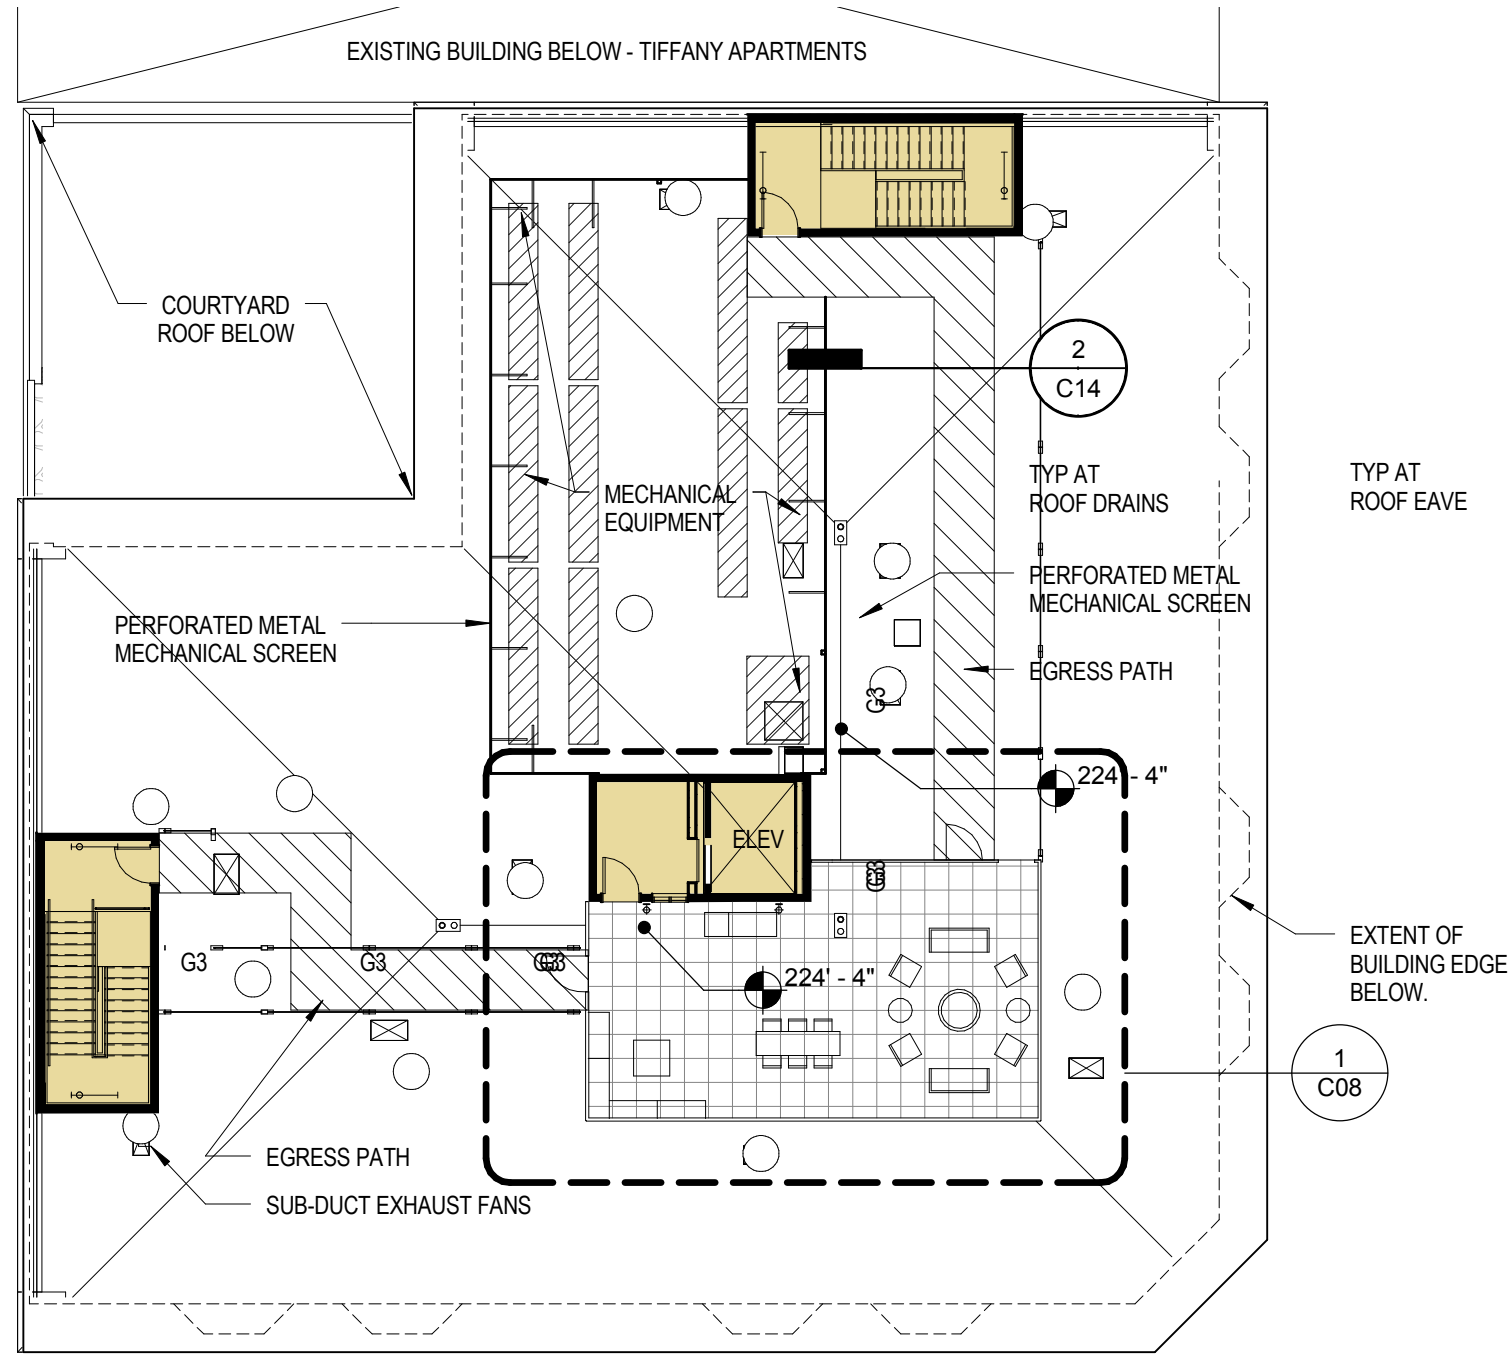 EXISTING BUILDING BELOW - TIFFANY APARTMENTS
COURTYARD
ROOF BELOW
2
C14
TYP AT
ROOF DRAINS
TYP AT
ROOF EAVE
MECHANICAL
EQUIPMENT
PERFORATED METAL
MECHANICAL SCREEN
PERFORATED METAL
MECHANICAL SCREEN
EGRESS PATH
G3
224' - 4"
ELEV
G3
G3
G3
G3
224' - 4"
EXTENT OF
BUILDING EDGE
BELOW.
1
C08
EGRESS PATH
SUB-DUCT EXHAUST FANS